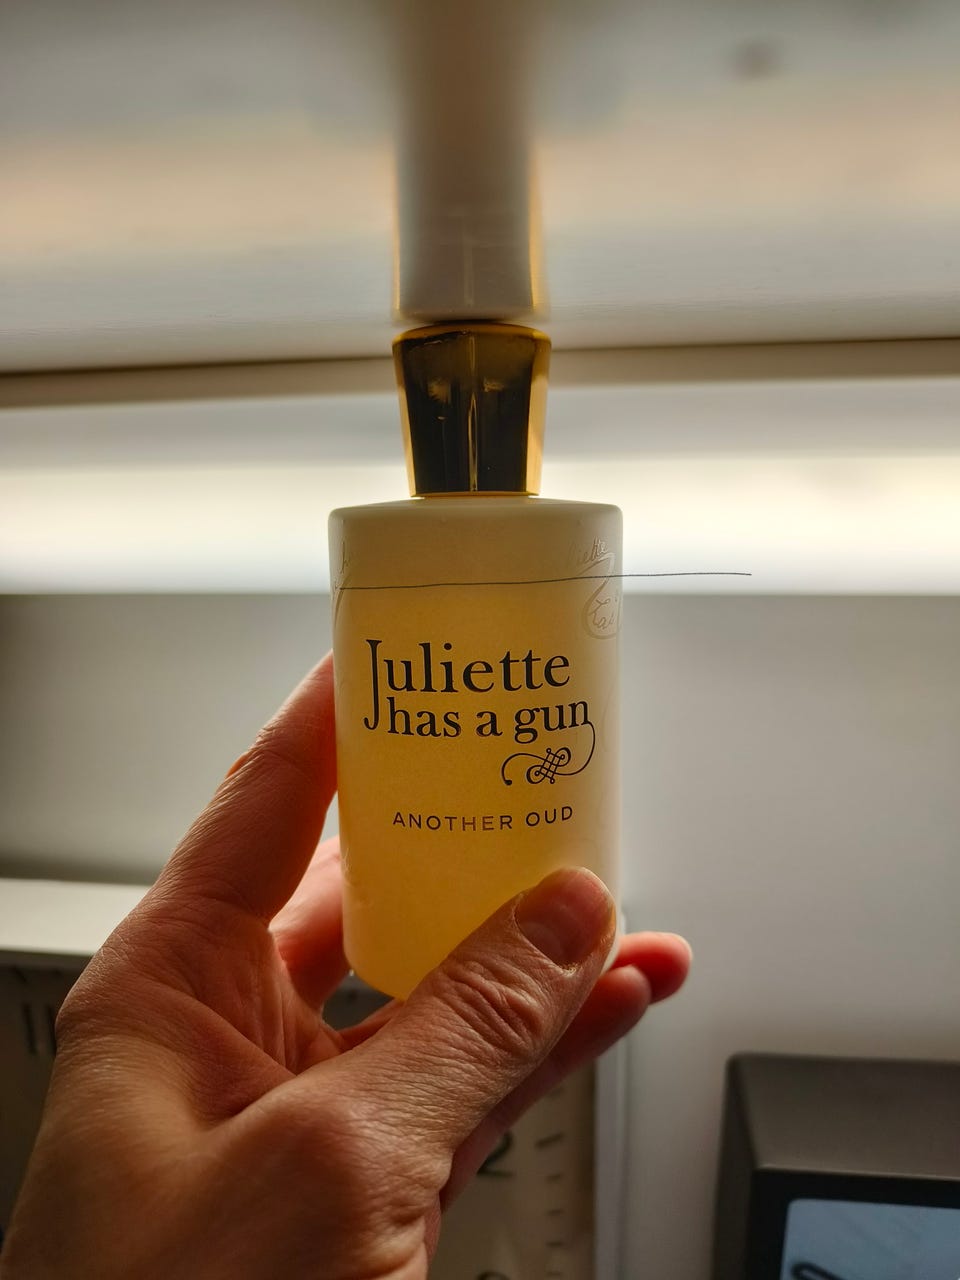 Juliette
has a gun
ANOTHER OUD